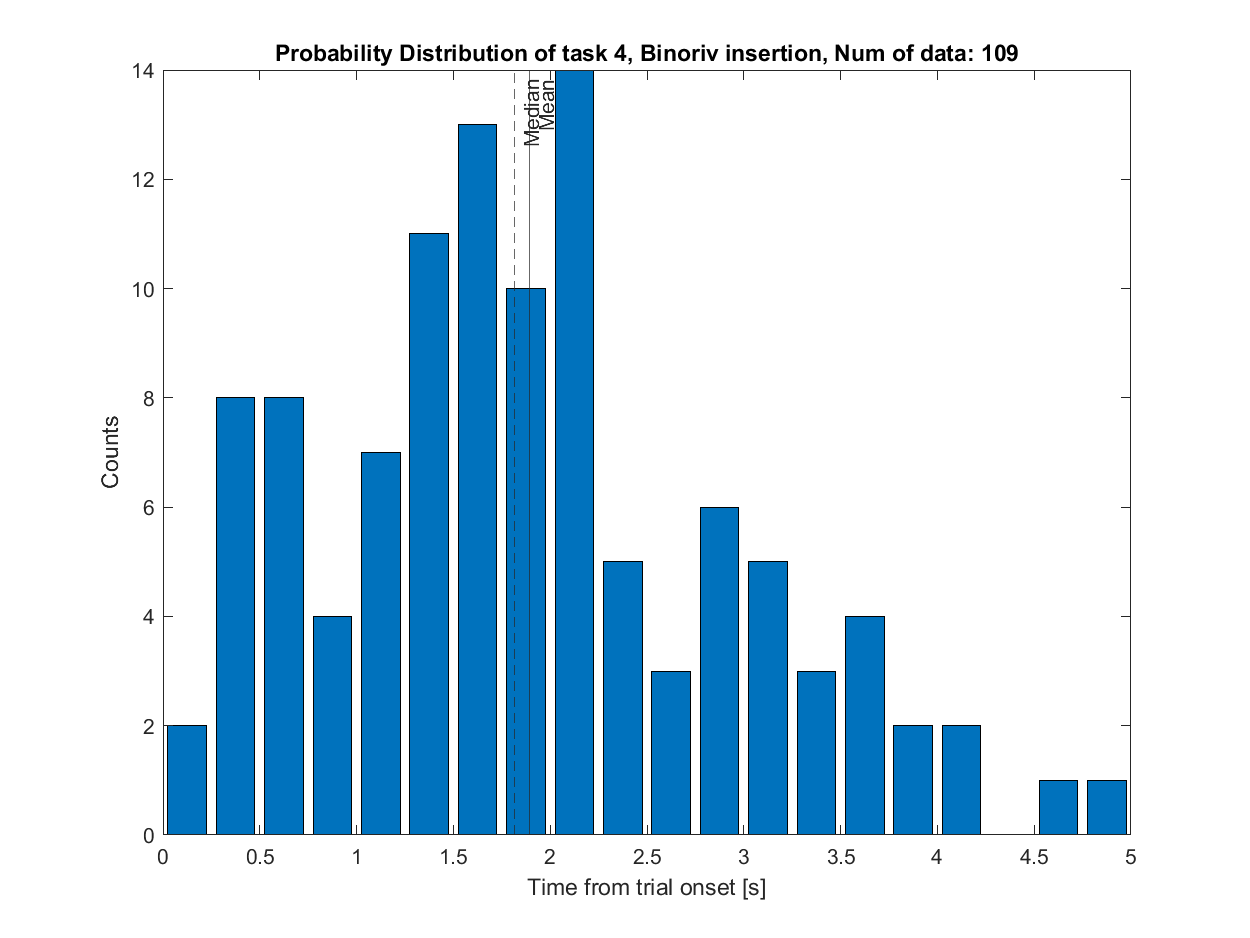 Probability Distribution of task 4, Binoriv insertion, Num of data: 109
14
12
10
8
6
4
2
0
Counts
Median
Mean
0 0.5 1 1.5 2 2.5 3 3.5 4 4.5 5
Time from trial onset [s]